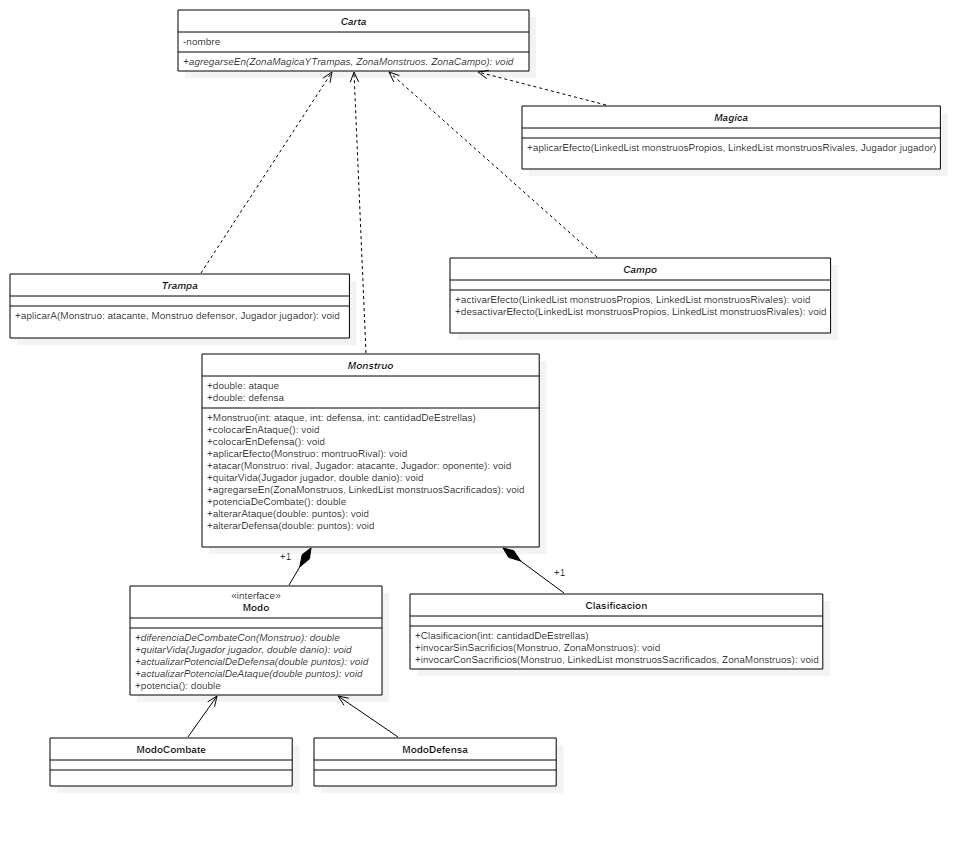 Carta
-nombre
+agregarseEn(ZonaMagicaYTrampas, ZonaMonstruos. ZonaCampo): void
Magica
+aplicarEfecto(LinkedList monstruosPropios, LinkedList monstruosRivales, Jugador jugador)
Trampa
+aplicarA(Monstruo: atacante, Monstruo defensor, Jugador jugador): void
Campo
+activarEfecto(LinkedList monstruosPropios, LinkedList monstruosRivales): void
+desactivarEfecto(LinkedList monstruosPropios, LinkedList monstruosRivales): void
Monstruo
+double: ataque
+double: defensa
+Monstruo(int: ataque, int: defensa, int: cantidadDeEstrellas)
+colocarEnAtaque(): void
+colocarEnDefensa(): void
+aplicarEfecto(Monstruo: montruoRival): void
+atacar(Monstruo: rival, Jugador: atacante, Jugador: oponente): void
+quitarVida(Jugador jugador, double danio): void
+agregarseEn(ZonaMonstruos, LinkedList monstruosSacrificados): void
+potenciaDeCombate(): double
+alterarAtaque(double: puntos): void
+alterarDefensa(double: puntos): void
+1
+1
«interface»
Modo
+diferenciaDeCombateCon(Monstruo): double
+quitarVida(Jugador jugador, double danio): void
+actualizarPotencialDeDefensa(double puntos): void
+actualizarPotencialDeAtaque(double puntos): void
+potencia(): double
Clasificacion
+Clasificacion(int: cantidadDeEstrellas)
+invocarSinSacrificios(Monstruo, ZonaMonstruos): void
+invocarConSacrificios(Monstruo, LinkedList monstruosSacrificados, ZonaMonstruos): void
ModoCombate
ModoDefensa